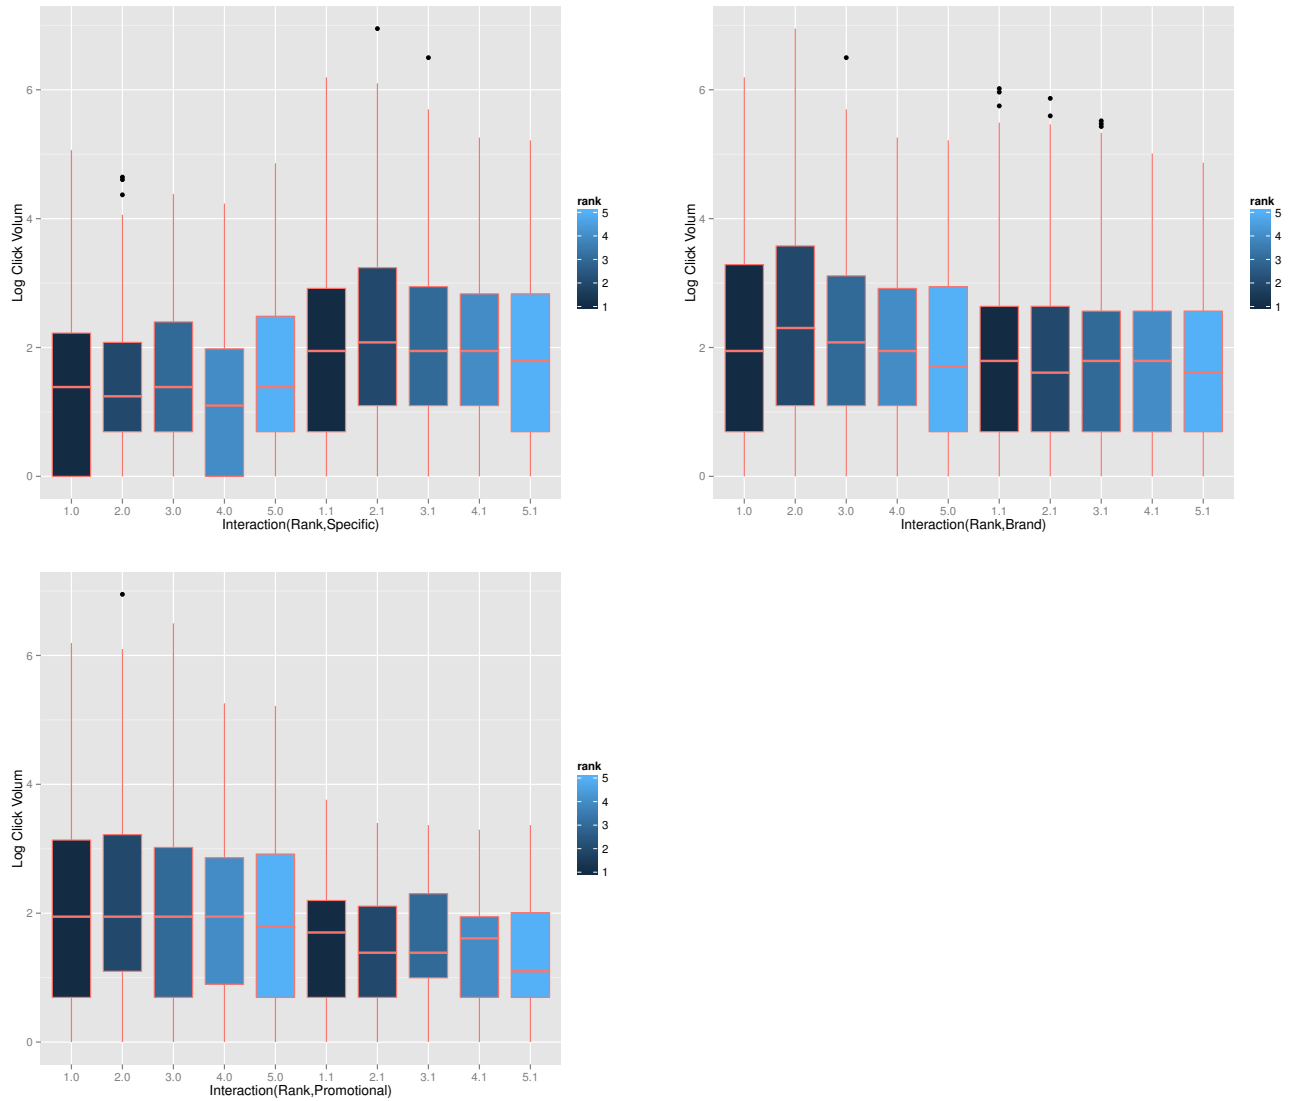 6
4
2
0
Log Click Volum
1.0 2.0 3.0 4.0 5.0 1.1 2.1 3.1 4.1 5.1
Interaction(Rank,Specific)
rank
5
4
3
2
1
6
4
2
0
Log Click Volum
1.0 2.0 3.0 4.0 5.0 1.1 2.1 3.1 4.1 5.1
Interaction(Rank,Brand)
rank
5
4
3
2
1
6
4
2
0
Log Click Volum
1.0 2.0 3.0 4.0 5.0 1.1 2.1 3.1 4.1 5.1
Interaction(Rank,Promotional)
rank
5
4
3
2
1